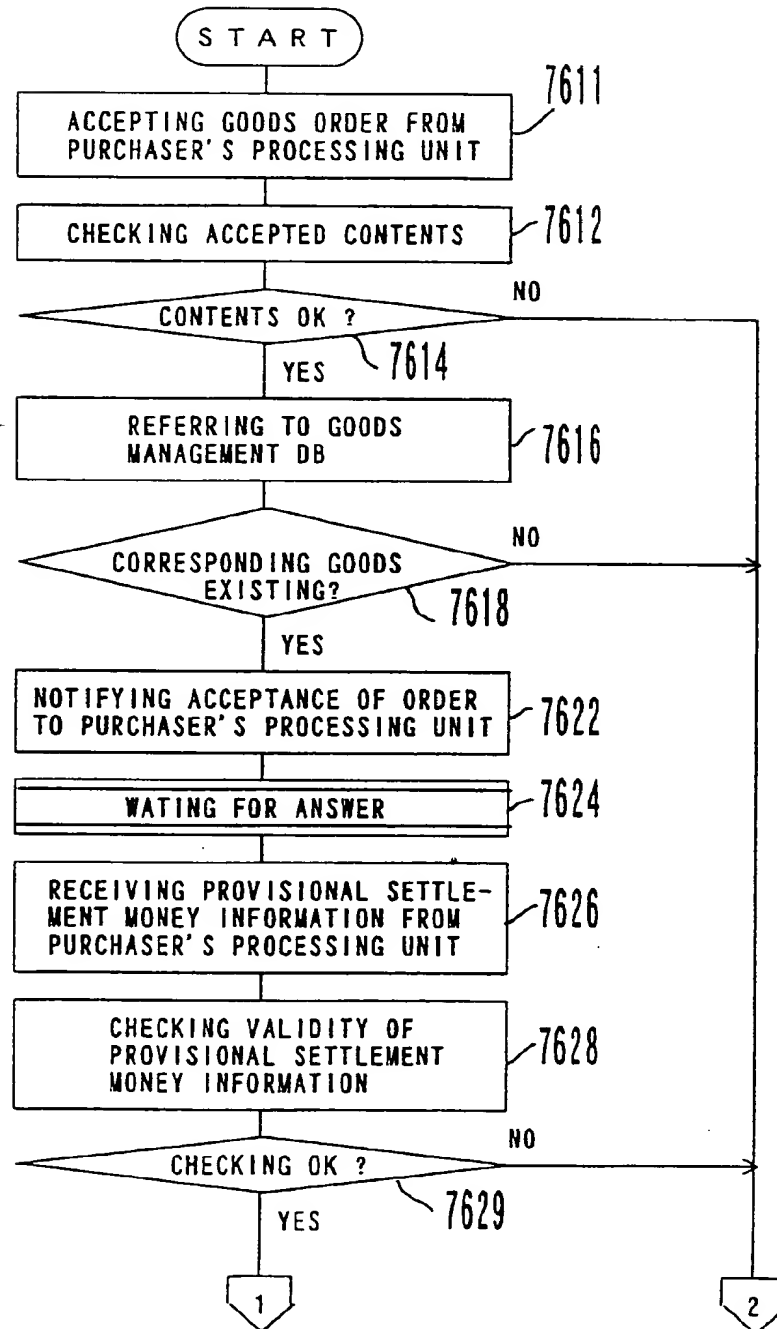 START
7611
ACCEPTING GOODS ORDER FROM
PURCHASER'S PROCESSING UNIT
CHECKING ACCEPTED CONTENTS
7612
NO
CONTENTS OK ?
7614
YES
REFERRING TO GOODS
MANAGEMENT DB
7616
NO
CORRESPONDING GOODS
EXISTING?
7618
YES
NOTIFYING ACCEPTANCE OF ORDER
TO PURCHASER'S PROCESSING UNIT
7622
WATING FOR ANSWER
7624
RECEIVING PROVISIONAL SETTLE-
MENT MONEY INFORMATION FROM
PURCHASER'S PROCESSING UNIT
7626
CHECKING VALIDITY OF
PROVISIONAL SETTLEMENT
MONEY INFORMATION
7628
NO
CHECKING OK ?
7629
YES
1
2